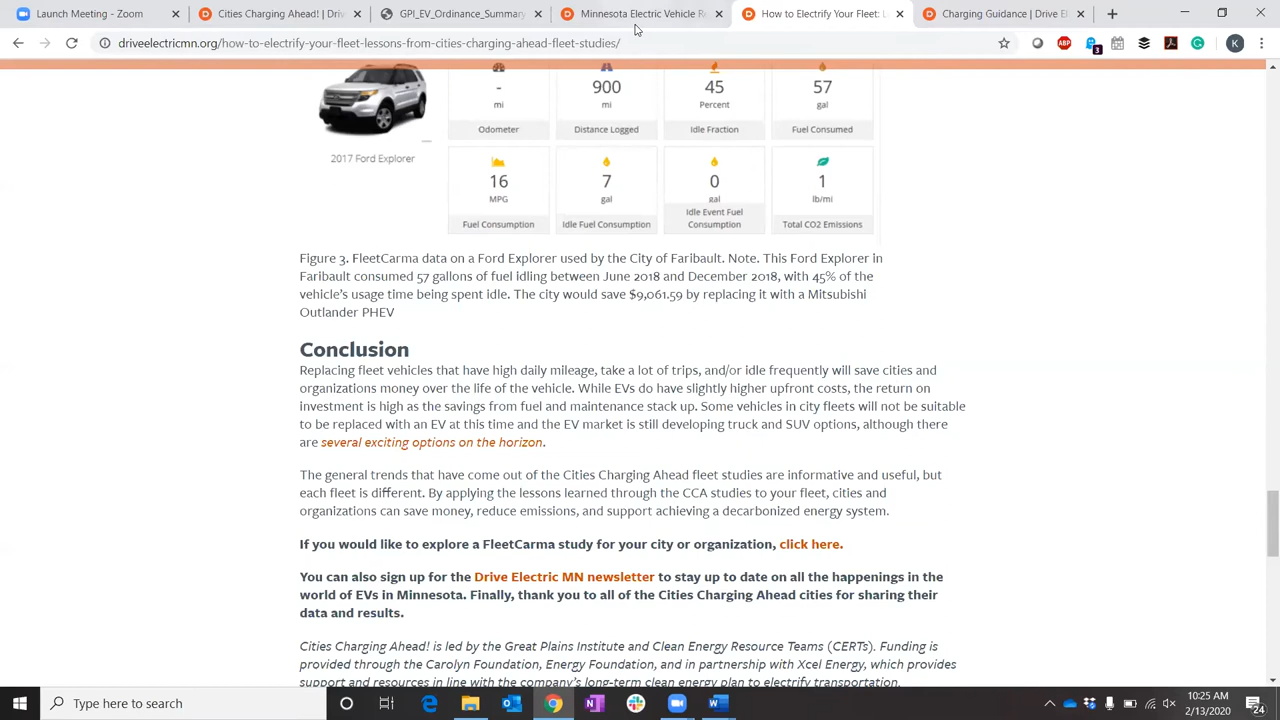 Launch Meeting - Zoom
Cities Charging Ahead! | Driv
GPI_EV_Ordinance_Summary
Minnesota Electric Vehicle Re
How to Electrify Your Fleet: L
Charging Guidance | Drive El
driveelectricmn.org/how-to-electrify-your-fleet-lessons-from-cities-charging-ahead-fleet-studies/
ABP
3
K
- 900 45 57
mi mi Percent gal
Odometer Distance Logged Idle Fraction Fuel Consumed
2017 Ford Explorer
16 7 0 1
MPG gal gal lb/mi
Fuel Consumption Idle Fuel Consumption Idle Event Fuel Consumption Total CO2 Emissions
Figure 3. FleetCarma data on a Ford Explorer used by the City of Faribault. Note. This Ford Explorer in
Faribault consumed 57 gallons of fuel idling between June 2018 and December 2018, with 45% of the
vehicle's usage time being spent idle. The city would save $9,061.59 by replacing it with a Mitsubishi
Outlander PHEV
Conclusion
Replacing fleet vehicles that have high daily mileage, take a lot of trips, and/or idle frequently will save cities and
organizations money over the life of the vehicle. While EVs do have slightly higher upfront costs, the return on
investment is high as the savings from fuel and maintenance stack up. Some vehicles in city fleets will not be suitable
to be replaced with an EV at this time and the EV market is still developing truck and SUV options, although there
are several exciting options on the horizon.
The general trends that have come out of the Cities Charging Ahead fleet studies are informative and useful, but
each fleet is different. By applying the lessons learned through the CCA studies to your fleet, cities and
organizations can save money, reduce emissions, and support achieving a decarbonized energy system.
If you would like to explore a FleetCarma study for your city or organization, click here.
You can also sign up for the Drive Electric MN newsletter to stay up to date on all the happenings in the
world of EVs in Minnesota. Finally, thank you to all of the Cities Charging Ahead cities for sharing their
data and results.
Cities Charging Ahead! is led by the Great Plains Institute and Clean Energy Resource Teams (CERTs). Funding is
provided through the Carolyn Foundation, Energy Foundation, and in partnership with Xcel Energy, which provides
support and resources in line with the company's long-term clean energy plan to electrify transportation.
Type here to search
10:25 AM
2/13/2020
24